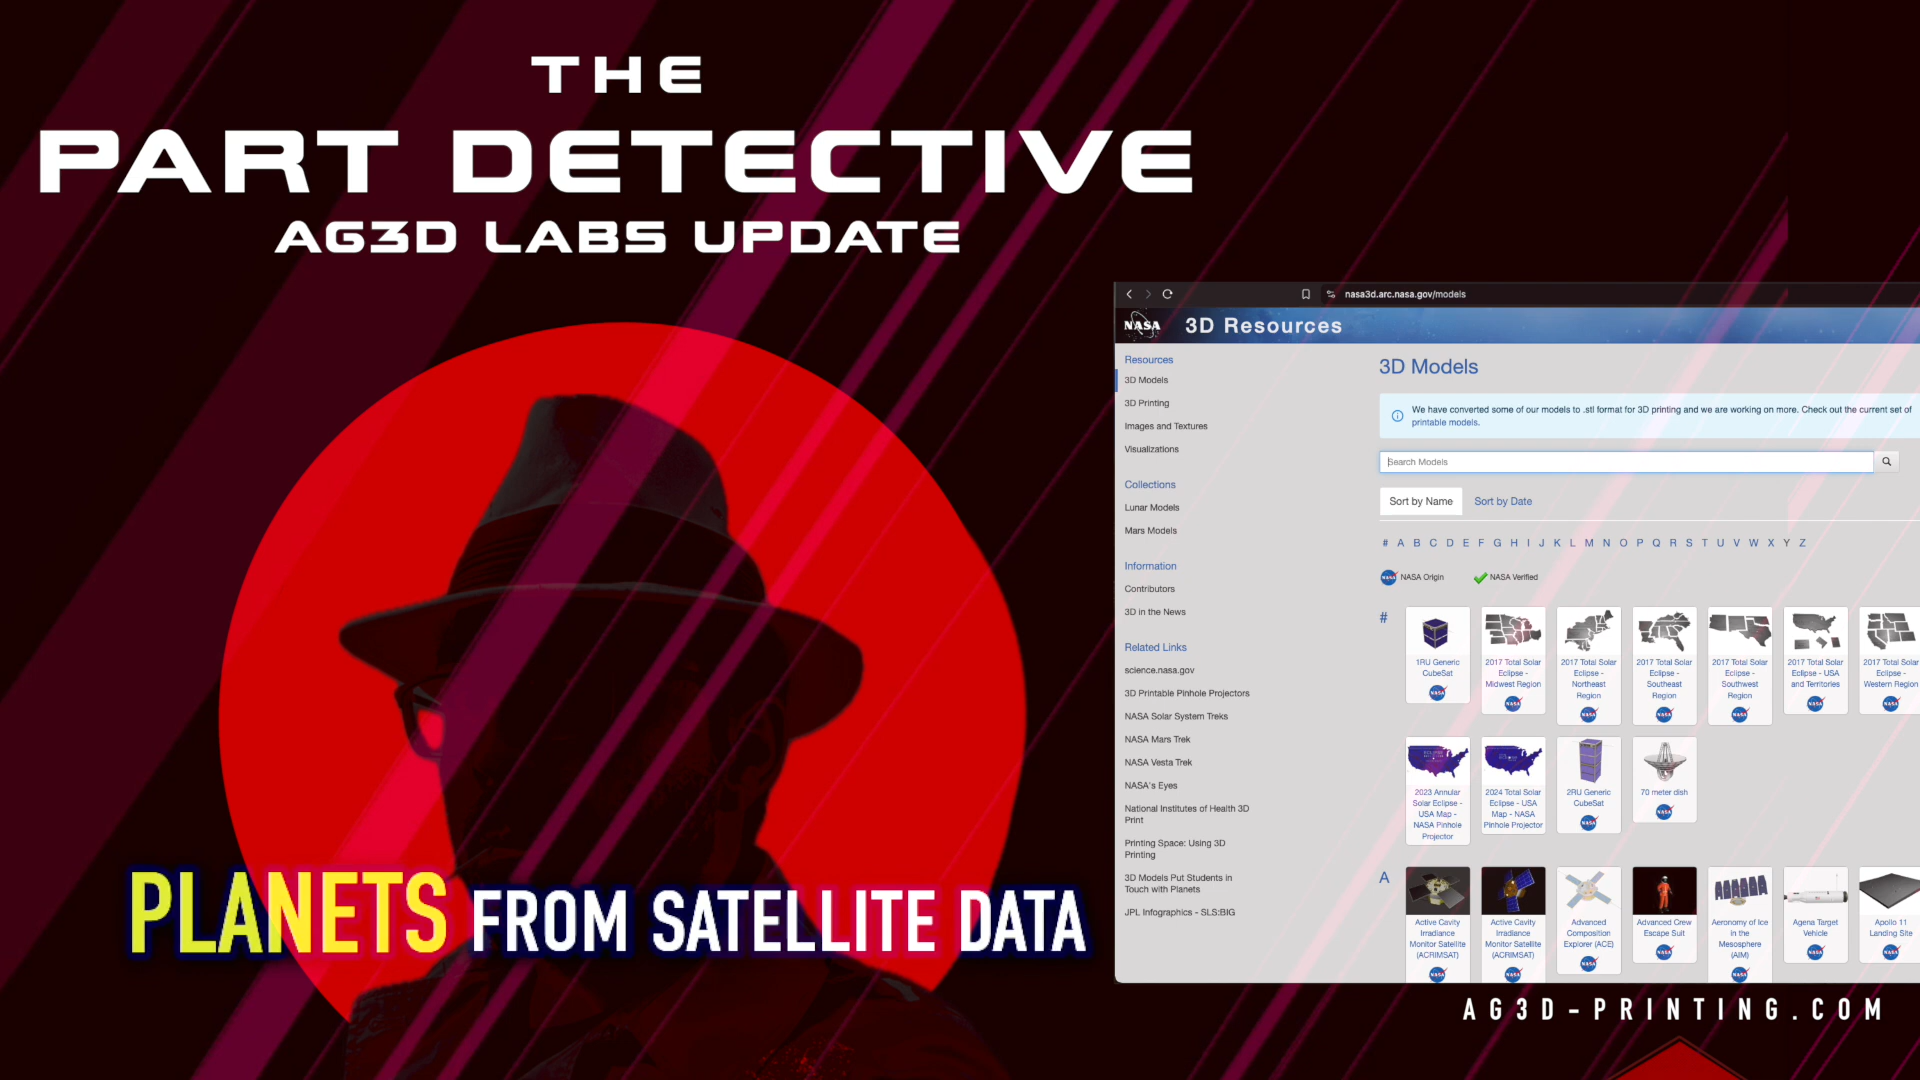 THE
PART DETECTIVE
AG3D LABS UPDATE
PLANETS FROM SATELLITE DATA
nasa3d.arc.nasa.gov/models
NASA
3D Resources
Resources
3D Models
3D Printing
Images and Textures
Visualizations
Collections
Lunar Models
Mars Models
Information
Contributors
3D in the News
Related Links
science.nasa.gov
3D Printable Pinhole Projectors
NASA Solar System Treks
NASA Mars Trek
NASA Vesta Trek
NASA's Eyes
National Institutes of Health 3D
Print
Printing Space: Using 3D
Printing
3D Models Put Students in
Touch with Planets
JPL Infographics - SLS:BIG
3D Models
We have converted some of our models to .stl format for 3D printing and we are working on more. Check out the current set of
printable models.
Search Models
Sort by Name Sort by Date
# A B C D E F G H I J K L M N O P Q R S T U V W X Y Z
NASA Origin NASA Verified
#
1RU Generic
CubeSat
2017 Total Solar
Eclipse -
Midwest Region
2017 Total Solar
Eclipse -
Northeast
Region
2017 Total Solar
Eclipse -
Southeast
Region
2017 Total Solar
Eclipse -
Southwest
Region
2017 Total Solar
Eclipse - USA
and Territories
2017 Total Solar
Eclipse -
Western Region
2023 Annular
Solar Eclipse -
USA Map -
NASA Pinhole
Projector
2024 Total Solar
Eclipse - USA
Map - NASA
Pinhole Projector
2RU Generic
CubeSat
70 meter dish
A
Active Cavity
Irradiance
Monitor Satellite
(ACRIMSAT)
Active Cavity
Irradiance
Monitor Satellite
(ACRIMSAT)
Advanced
Composition
Explorer (ACE)
Advanced Crew
Escape Suit
Aeronomy of Ice
in the
Mesosphere
(AIM)
Agena Target
Vehicle
Apollo 11
Landing Site
AG3D-PRINTING.COM